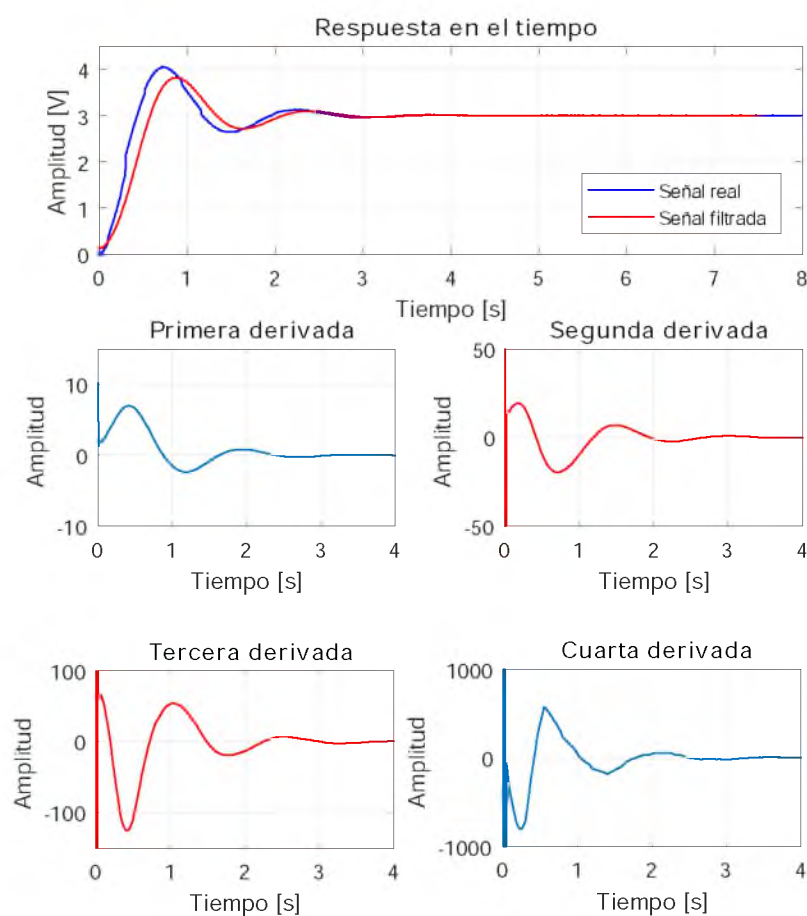 Respuesta en el tiempo
Amplitud [V]
4
3
2
1
0
Señal real
Señal filtrada
0 1 2 3 4 5 6 7 8
Tiempo [s]
Primera derivada
Amplitud
10
0
-10
0 1 2 3 4
Tiempo [s]
Segunda derivada
Amplitud
50
0
-50
0 1 2 3 4
Tiempo [s]
Tercera derivada
Amplitud
100
0
-100
0 1 2 3 4
Tiempo [s]
Cuarta derivada
Amplitud
1000
0
-1000
0 1 2 3 4
Tiempo [s]